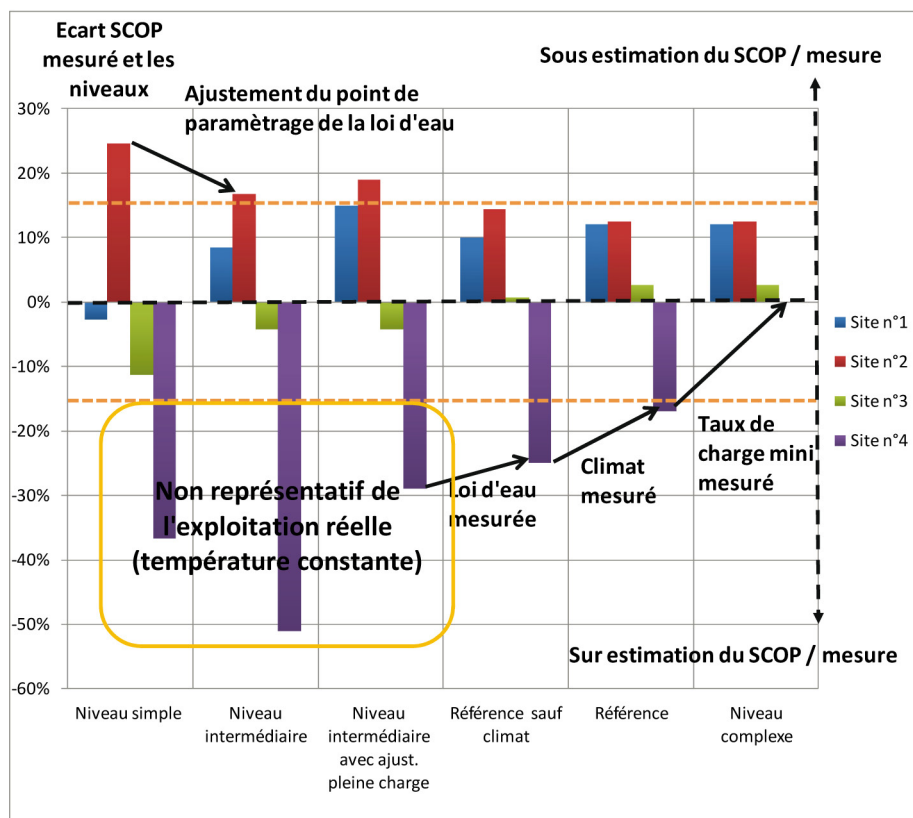 Ecart SCOP
mesuré et les
niveaux
Sous estimation du SCOP / mesure
Ajustement du point de
paramètrage de la loi d'eau
30%
20%
10%
0%
-10%
-20%
-30%
-40%
-50%
-60%
Site n°1
Site n°2
Site n°3
Site n°4
Non représentatif de
l'exploitation réelle
(température constante)
Loi d'eau
mesurée
Climat
mesuré
Taux de
charge mini
mesuré
Sur estimation du SCOP / mesure
Niveau simple
Niveau
intermédiaire
Niveau
intermédiaire
avec ajust.
pleine charge
Référence sauf
climat
Référence
Niveau
complexe